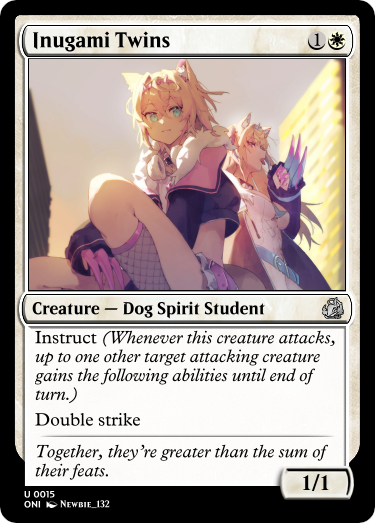 Inugami Twins 1
Creature — Dog Spirit Student
Instruct (Whenever this creature attacks,
up to one other target attacking creature
gains the following abilities until end of
turn.)
Double strike
Together, they're greater than the sum of
their feats.
1/1
U 0015
ONI Newbie_132